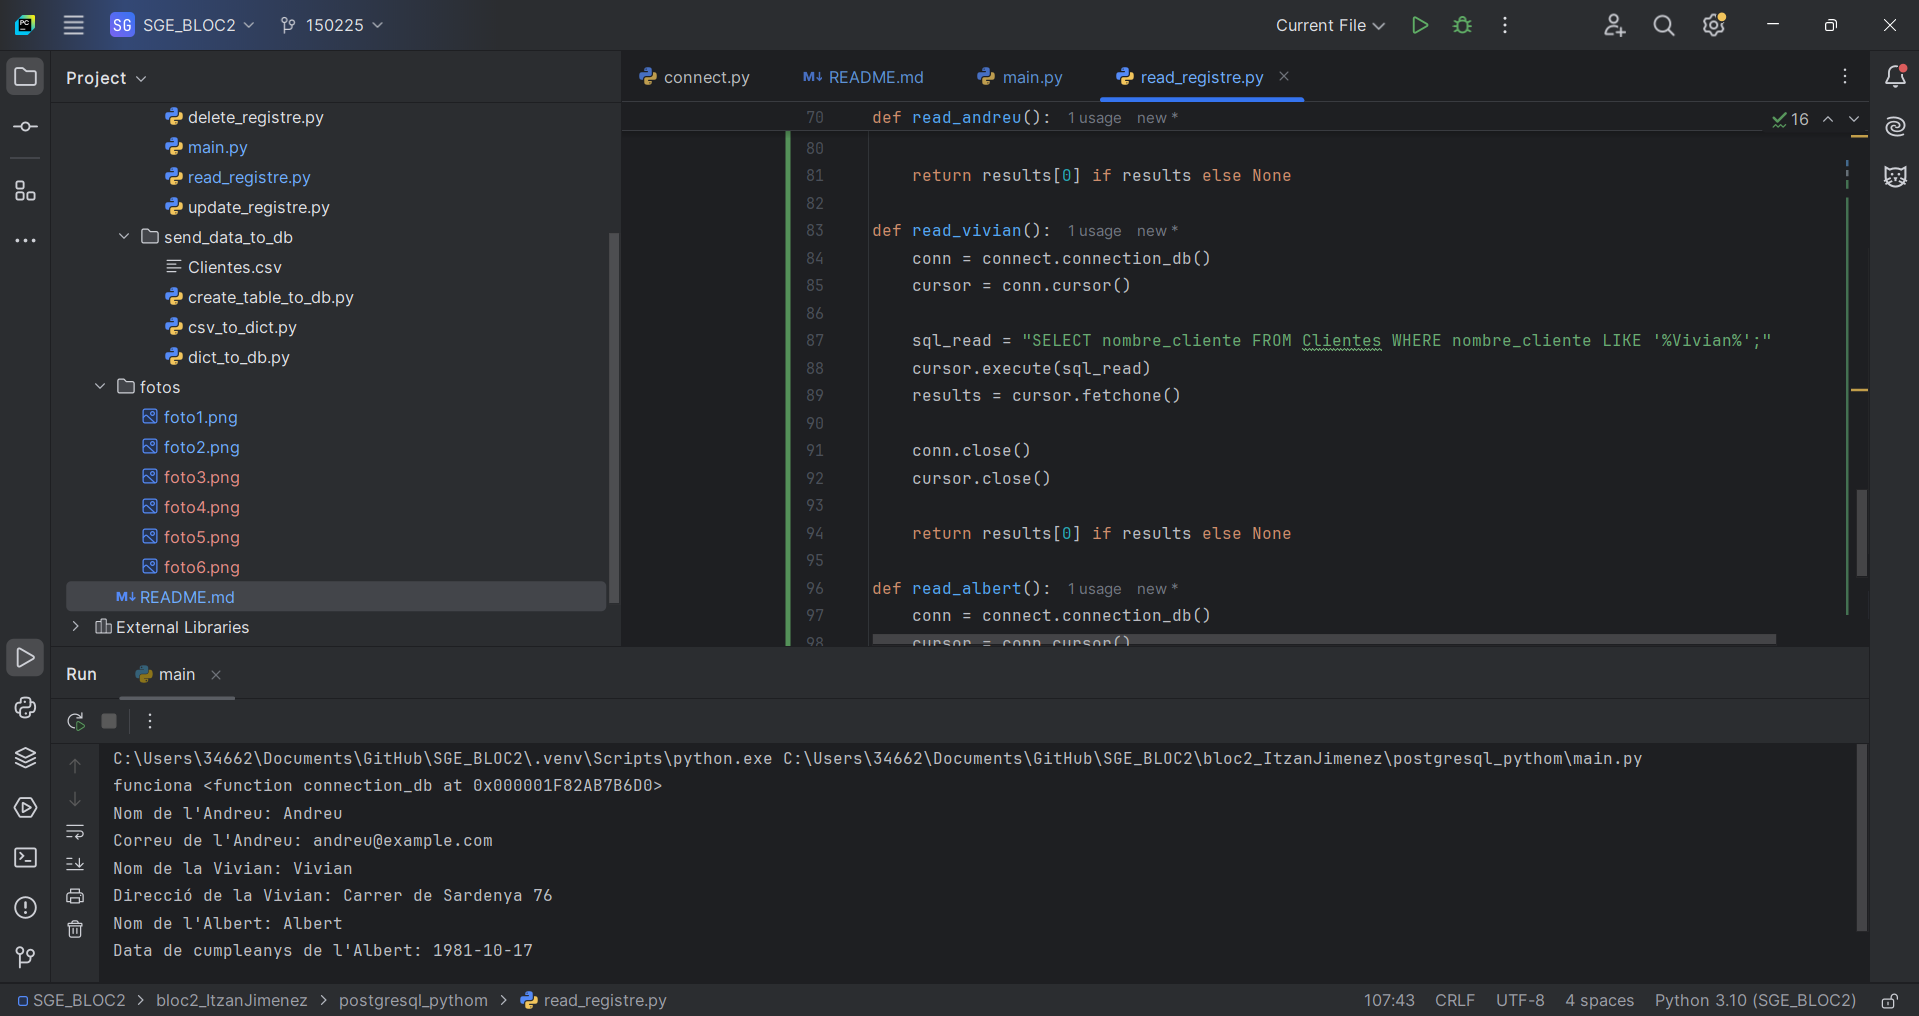 SG SGE_BLOC2 150225 Current File
Project
connect.py README.md main.py read_registre.py
delete_registre.py
main.py
read_registre.py
update_registre.py
send_data_to_db
Clientes.csv
create_table_to_db.py
csv_to_dict.py
dict_to_db.py
fotos
foto1.png
foto2.png
foto3.png
foto4.png
foto5.png
foto6.png
README.md
External Libraries
70 def read_andreu(): 1 usage new *
16
80
81 return results[0] if results else None
82
83 def read_vivian(): 1 usage new *
84 conn = connect.connection_db()
85 cursor = conn.cursor()
86
87 sql_read = "SELECT nombre_cliente FROM Clientes WHERE nombre_cliente LIKE '%Vivian%';"
88 cursor.execute(sql_read)
89 results = cursor.fetchone()
90
91 conn.close()
92 cursor.close()
93
94 return results[0] if results else None
95
96 def read_albert(): 1 usage new *
97 conn = connect.connection_db()
98 cursor = conn.cursor()
Run main
C:\Users\34662\Documents\GitHub\SGE_BLOC2\.venv\Scripts\python.exe C:\Users\34662\Documents\GitHub\SGE_BLOC2\bloc2_ItzanJimenez\postgresql_pythom\main.py
funciona <function connection_db at 0x000001F82AB7B6D0>
Nom de l'Andreu: Andreu
Correu de l'Andreu: andreu@example.com
Nom de la Vivian: Vivian
Direcció de la Vivian: Carrer de Sardenya 76
Nom de l'Albert: Albert
Data de cumpleanys de l'Albert: 1981-10-17
SGE_BLOC2 > bloc2_ItzanJimenez > postgresql_pythom > read_registre.py
107:43 CRLF UTF-8 4 spaces Python 3.10 (SGE_BLOC2)